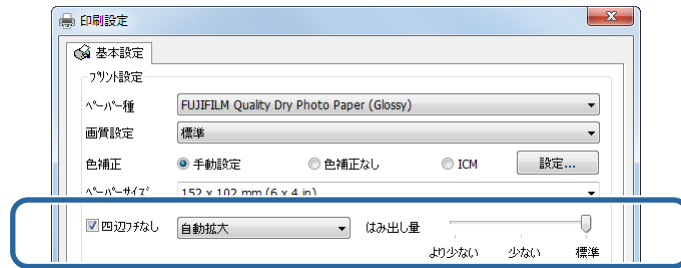 印刷設定
基本設定
プリント設定
ペーパー種 FUJIFILM Quality Dry Photo Paper (Glossy)
画質設定 標準
色補正 手動設定 色補正なし ICM 設定...
ペーパーサイズ 152 x 102 mm (6 x 4 in)
四辺フチなし 自動拡大 はみ出し量
より少ない 少ない 標準